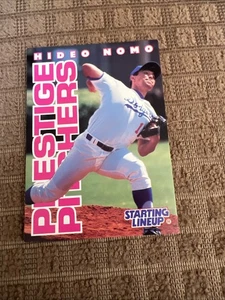 HIDEO NOMO
PRESTIGE
PITCHERS
STARTING
LINEUP